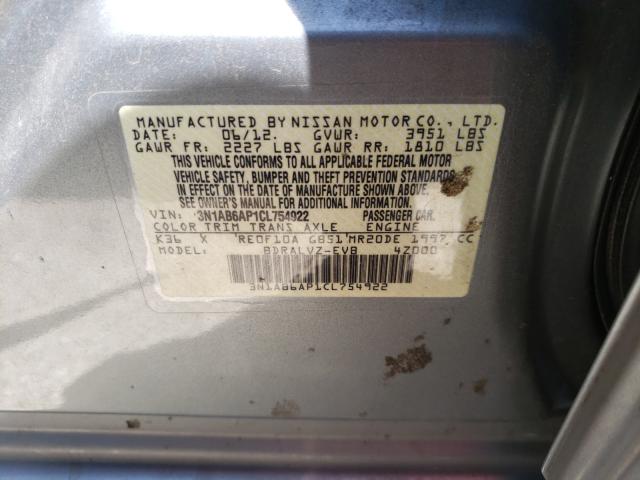 MANUFACTURED BY NISSAN MOTOR CO., LTD.
DATE: 06/12. GVWR: 3951 LBS
GAWR FR: 2227 LBS GAWR RR: 1810 LBS
THIS VEHICLE CONFORMS TO ALL APPLICABLE FEDERAL MOTOR
VEHICLE SAFETY, BUMPER AND THEFT PREVENTION STANDARDS
IN EFFECT ON THE DATE OF MANUFACTURE SHOWN ABOVE.
SEE OWNER'S MANUAL FOR ADDITIONAL INFORMATION.
VIN: 3N1AB6AP1CL754922 PASSENGER CAR.
COLOR TRIM TRANS AXLE ENGINE
K36 X RE0F10A GB51 MR20DE 1997 CC
MODEL: BDRALVZ-EVB 4Z000
3N1AB6AP1CL754922